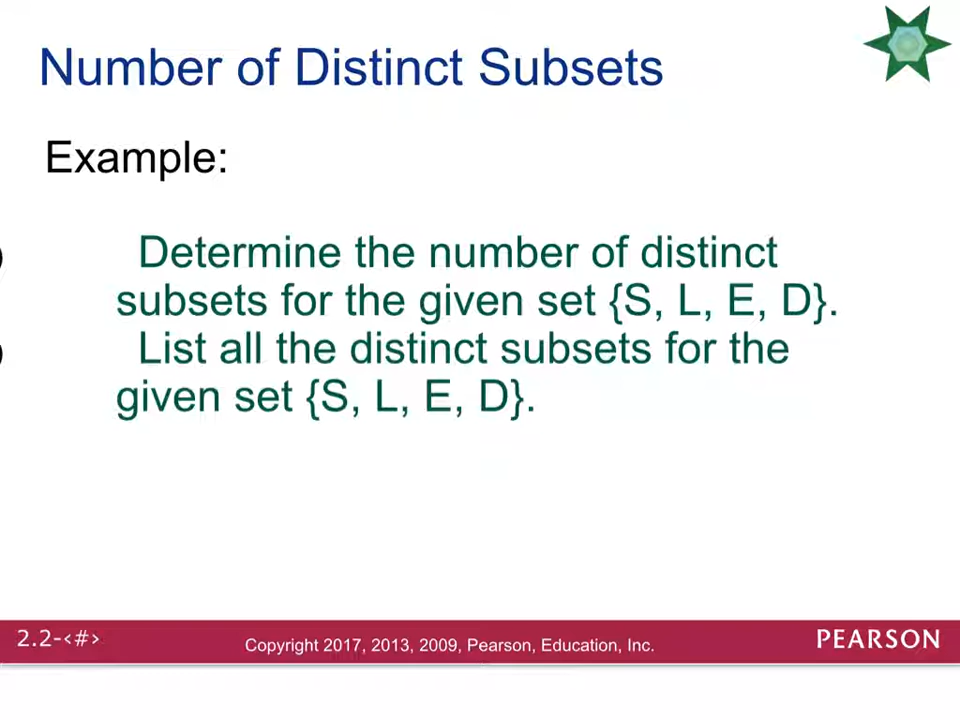 Number of Distinct Subsets
Example:
)
Determine the number of distinct
subsets for the given set {S, L, E, D}.
)
List all the distinct subsets for the
given set {S, L, E, D}.
2.2-<#>
Copyright 2017, 2013, 2009, Pearson, Education, Inc.
PEARSON